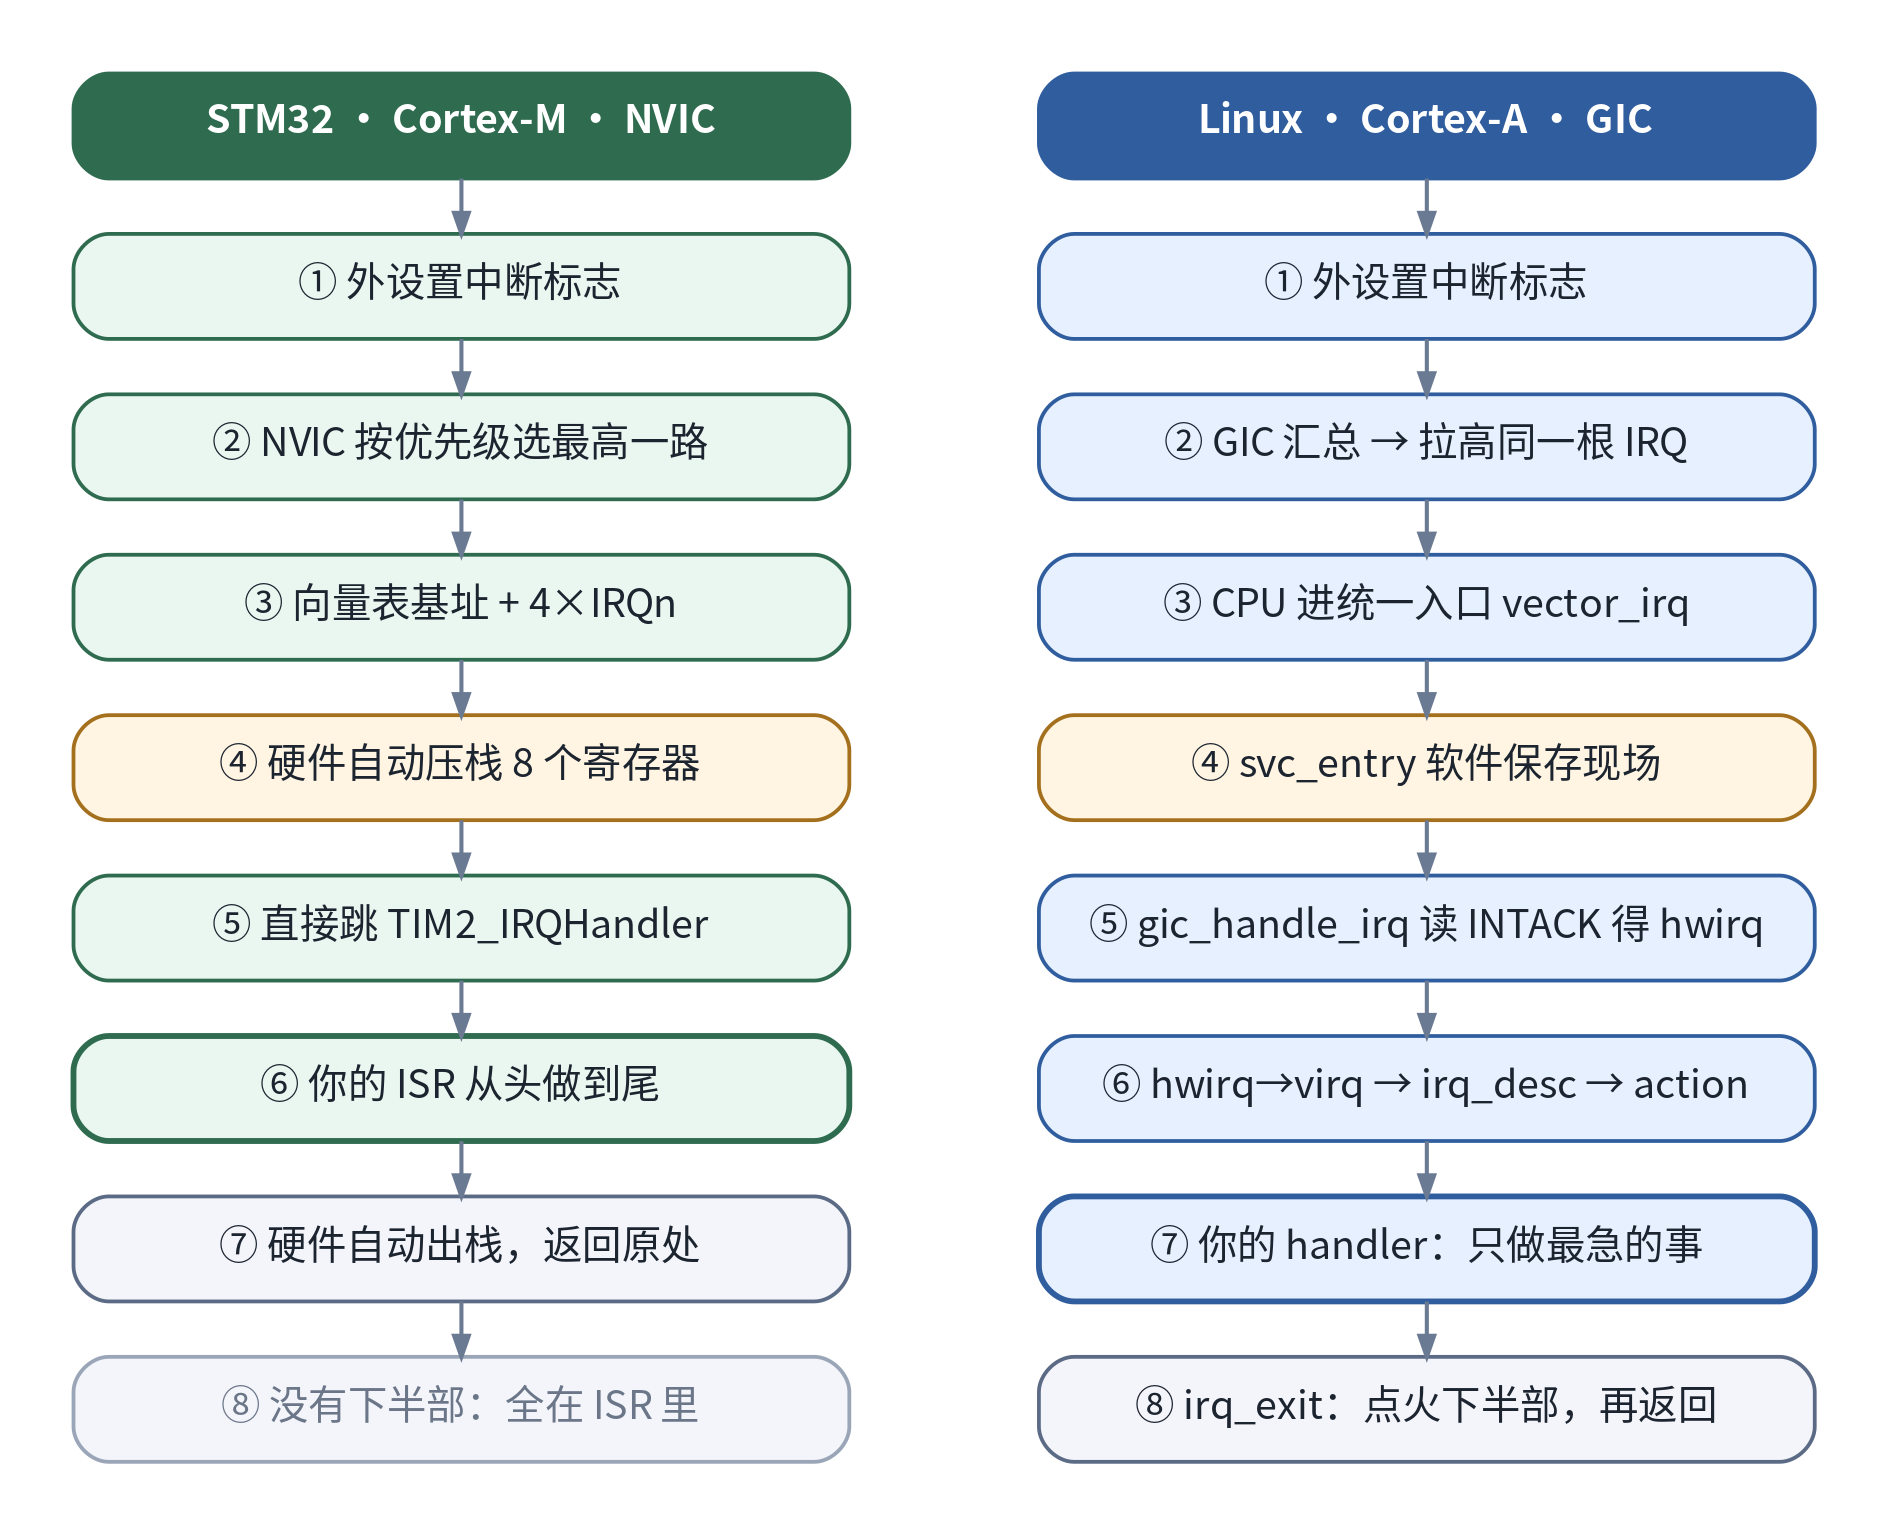 STM32 · Cortex-M · NVIC
① 外设置中断标志
② NVIC 按优先级选最高一路
③ 向量表基址 + 4×IRQn
④ 硬件自动压栈 8 个寄存器
⑤ 直接跳 TIM2_IRQHandler
⑥ 你的 ISR 从头做到尾
⑦ 硬件自动出栈，返回原处
⑧ 没有下半部：全在 ISR 里
Linux · Cortex-A · GIC
① 外设置中断标志
② GIC 汇总 → 拉高同一根 IRQ
③ CPU 进统一入口 vector_irq
④ svc_entry 软件保存现场
⑤ gic_handle_irq 读 INTACK 得 hwirq
⑥ hwirq→virq → irq_desc → action
⑦ 你的 handler：只做最急的事
⑧ irq_exit：点火下半部，再返回